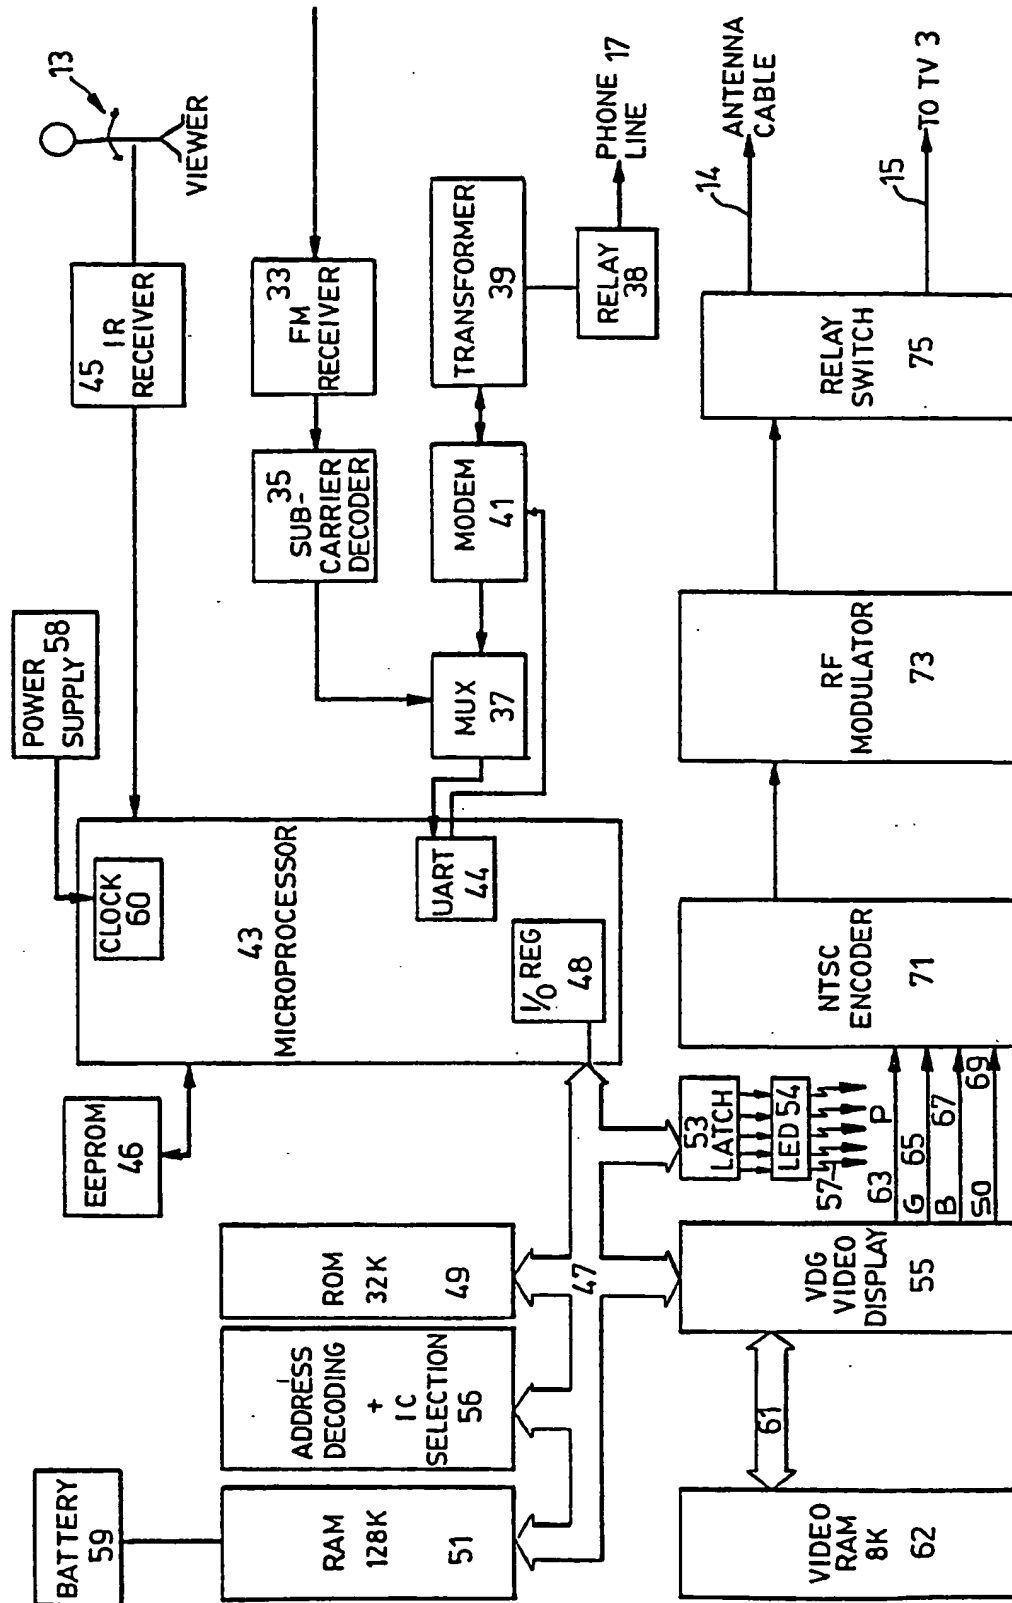 BATTERY
59
RAM
128K
51
ADDRESS
DECODING
+
IC
SELECTION
56
ROM
32K
49
EEPROM
46
43
MICROPROCESSOR
CLOCK
60
UART
44
I/O REG
48
POWER
SUPPLY 58
45
IR
RECEIVER
13
VIEWER
33
FM
RECEIVER
35
SUB-
CARRIER
DECODER
MUX
37
MODEM
41
TRANSFORMER
39
RELAY
38
PHONE 17
LINE
47
53
LATCH
LED 54
57
VIDEO
RAM
8K
62
61
VDG
VIDEO
DISPLAY
55
63 P
G 65
B 67
SO 69
NTSC
ENCODER
71
RF
MODULATOR
73
RELAY
SWITCH
75
14
ANTENNA
CABLE
15
TO TV 3